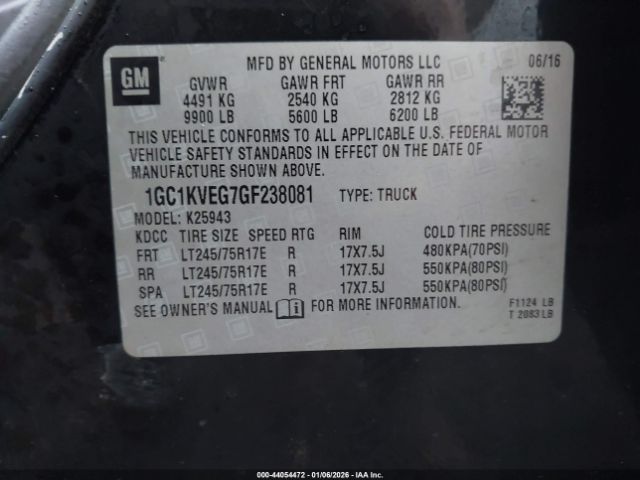 GM
MFD BY GENERAL MOTORS LLC 06/16
GVWR GAWR FRT GAWR RR
4491 KG 2540 KG 2812 KG
9900 LB 5600 LB 6200 LB
THIS VEHICLE CONFORMS TO ALL APPLICABLE U.S. FEDERAL MOTOR
VEHICLE SAFETY STANDARDS IN EFFECT ON THE DATE OF
MANUFACTURE SHOWN ABOVE.
1GC1KVEG7GF238081 TYPE: TRUCK
MODEL: K25943
KDCC TIRE SIZE SPEED RTG RIM COLD TIRE PRESSURE
FRT LT245/75R17E R 17X7.5J 480KPA(70PSI)
RR LT245/75R17E R 17X7.5J 550KPA(80PSI)
SPA LT245/75R17E R 17X7.5J 550KPA(80PSI)
SEE OWNER'S MANUAL i FOR MORE INFORMATION.
F1124 LB
T 2083 LB
000-44054472 - 01/06/2026 - IAAI.COM